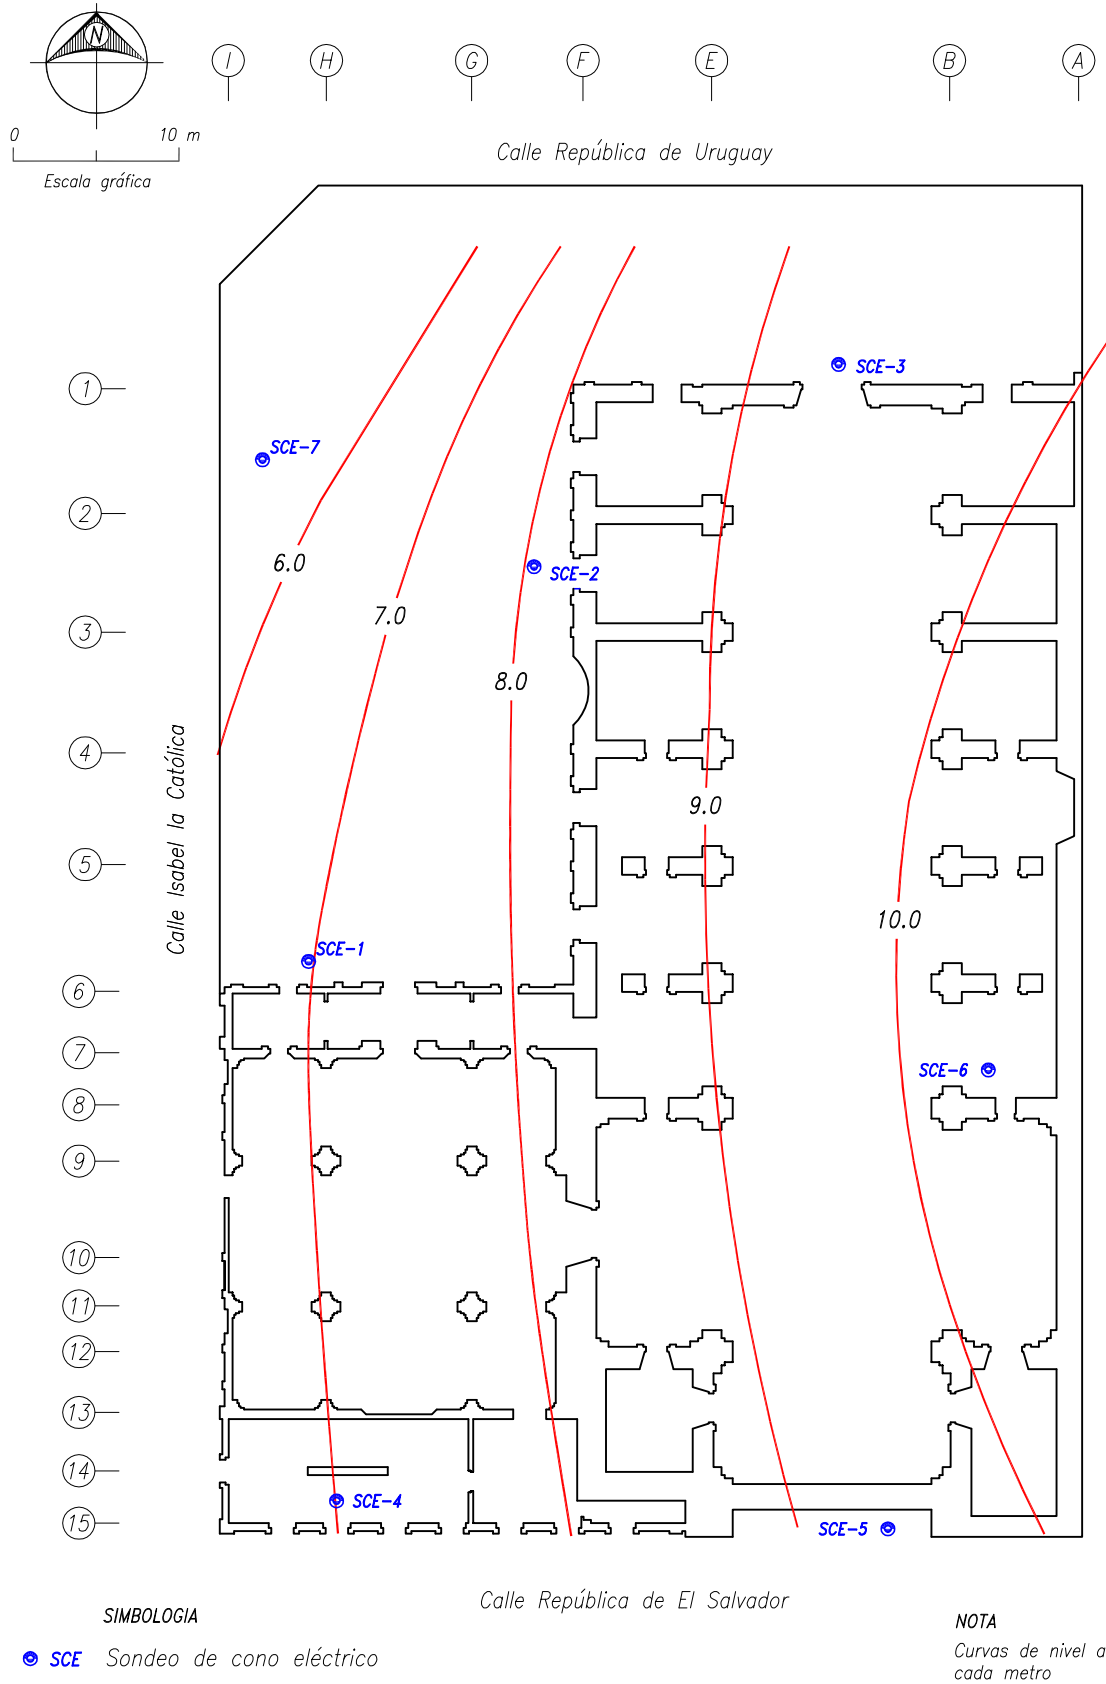 N
I H G F E B A
0 10 m
Escala gráfica
Calle República de Uruguay
SCE-3
1
SCE-7
2
6.0
SCE-2
7.0
3
8.0
4
Calle Isabel la Católica
9.0
5
10.0
SCE-1
6
7
SCE-6
8
9
10
11
12
13
14
SCE-4
15
SCE-5
Calle República de El Salvador
SIMBOLOGIA
SCE Sondeo de cono eléctrico
NOTA
Curvas de nivel a
cada metro